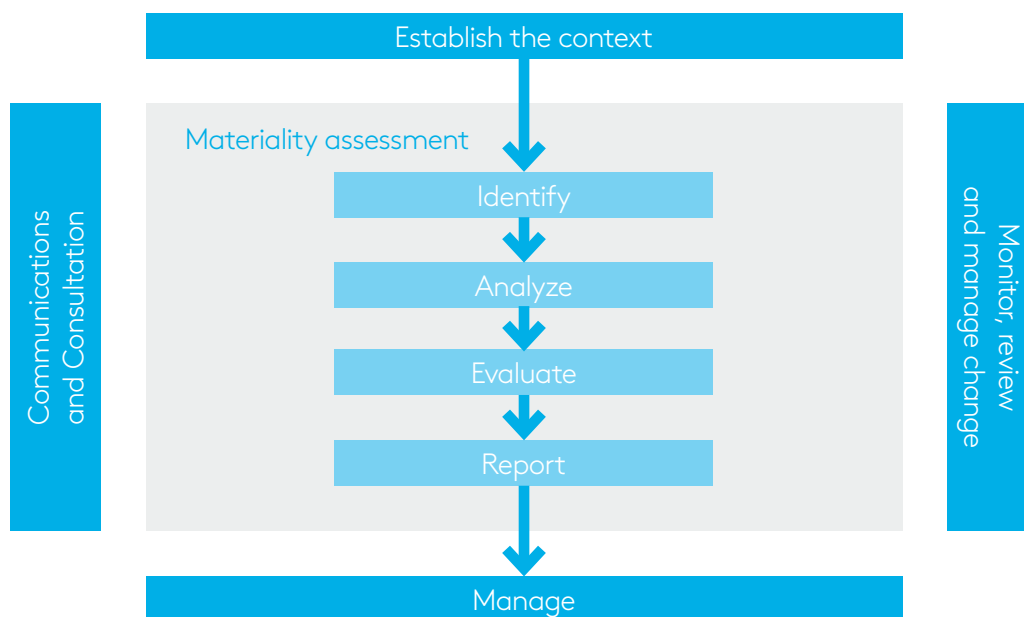 Establish the context
Communications
and Consultation
Materiality assessment
Identify
Analyze
Evaluate
Report
Monitor, review
and manage change
Manage